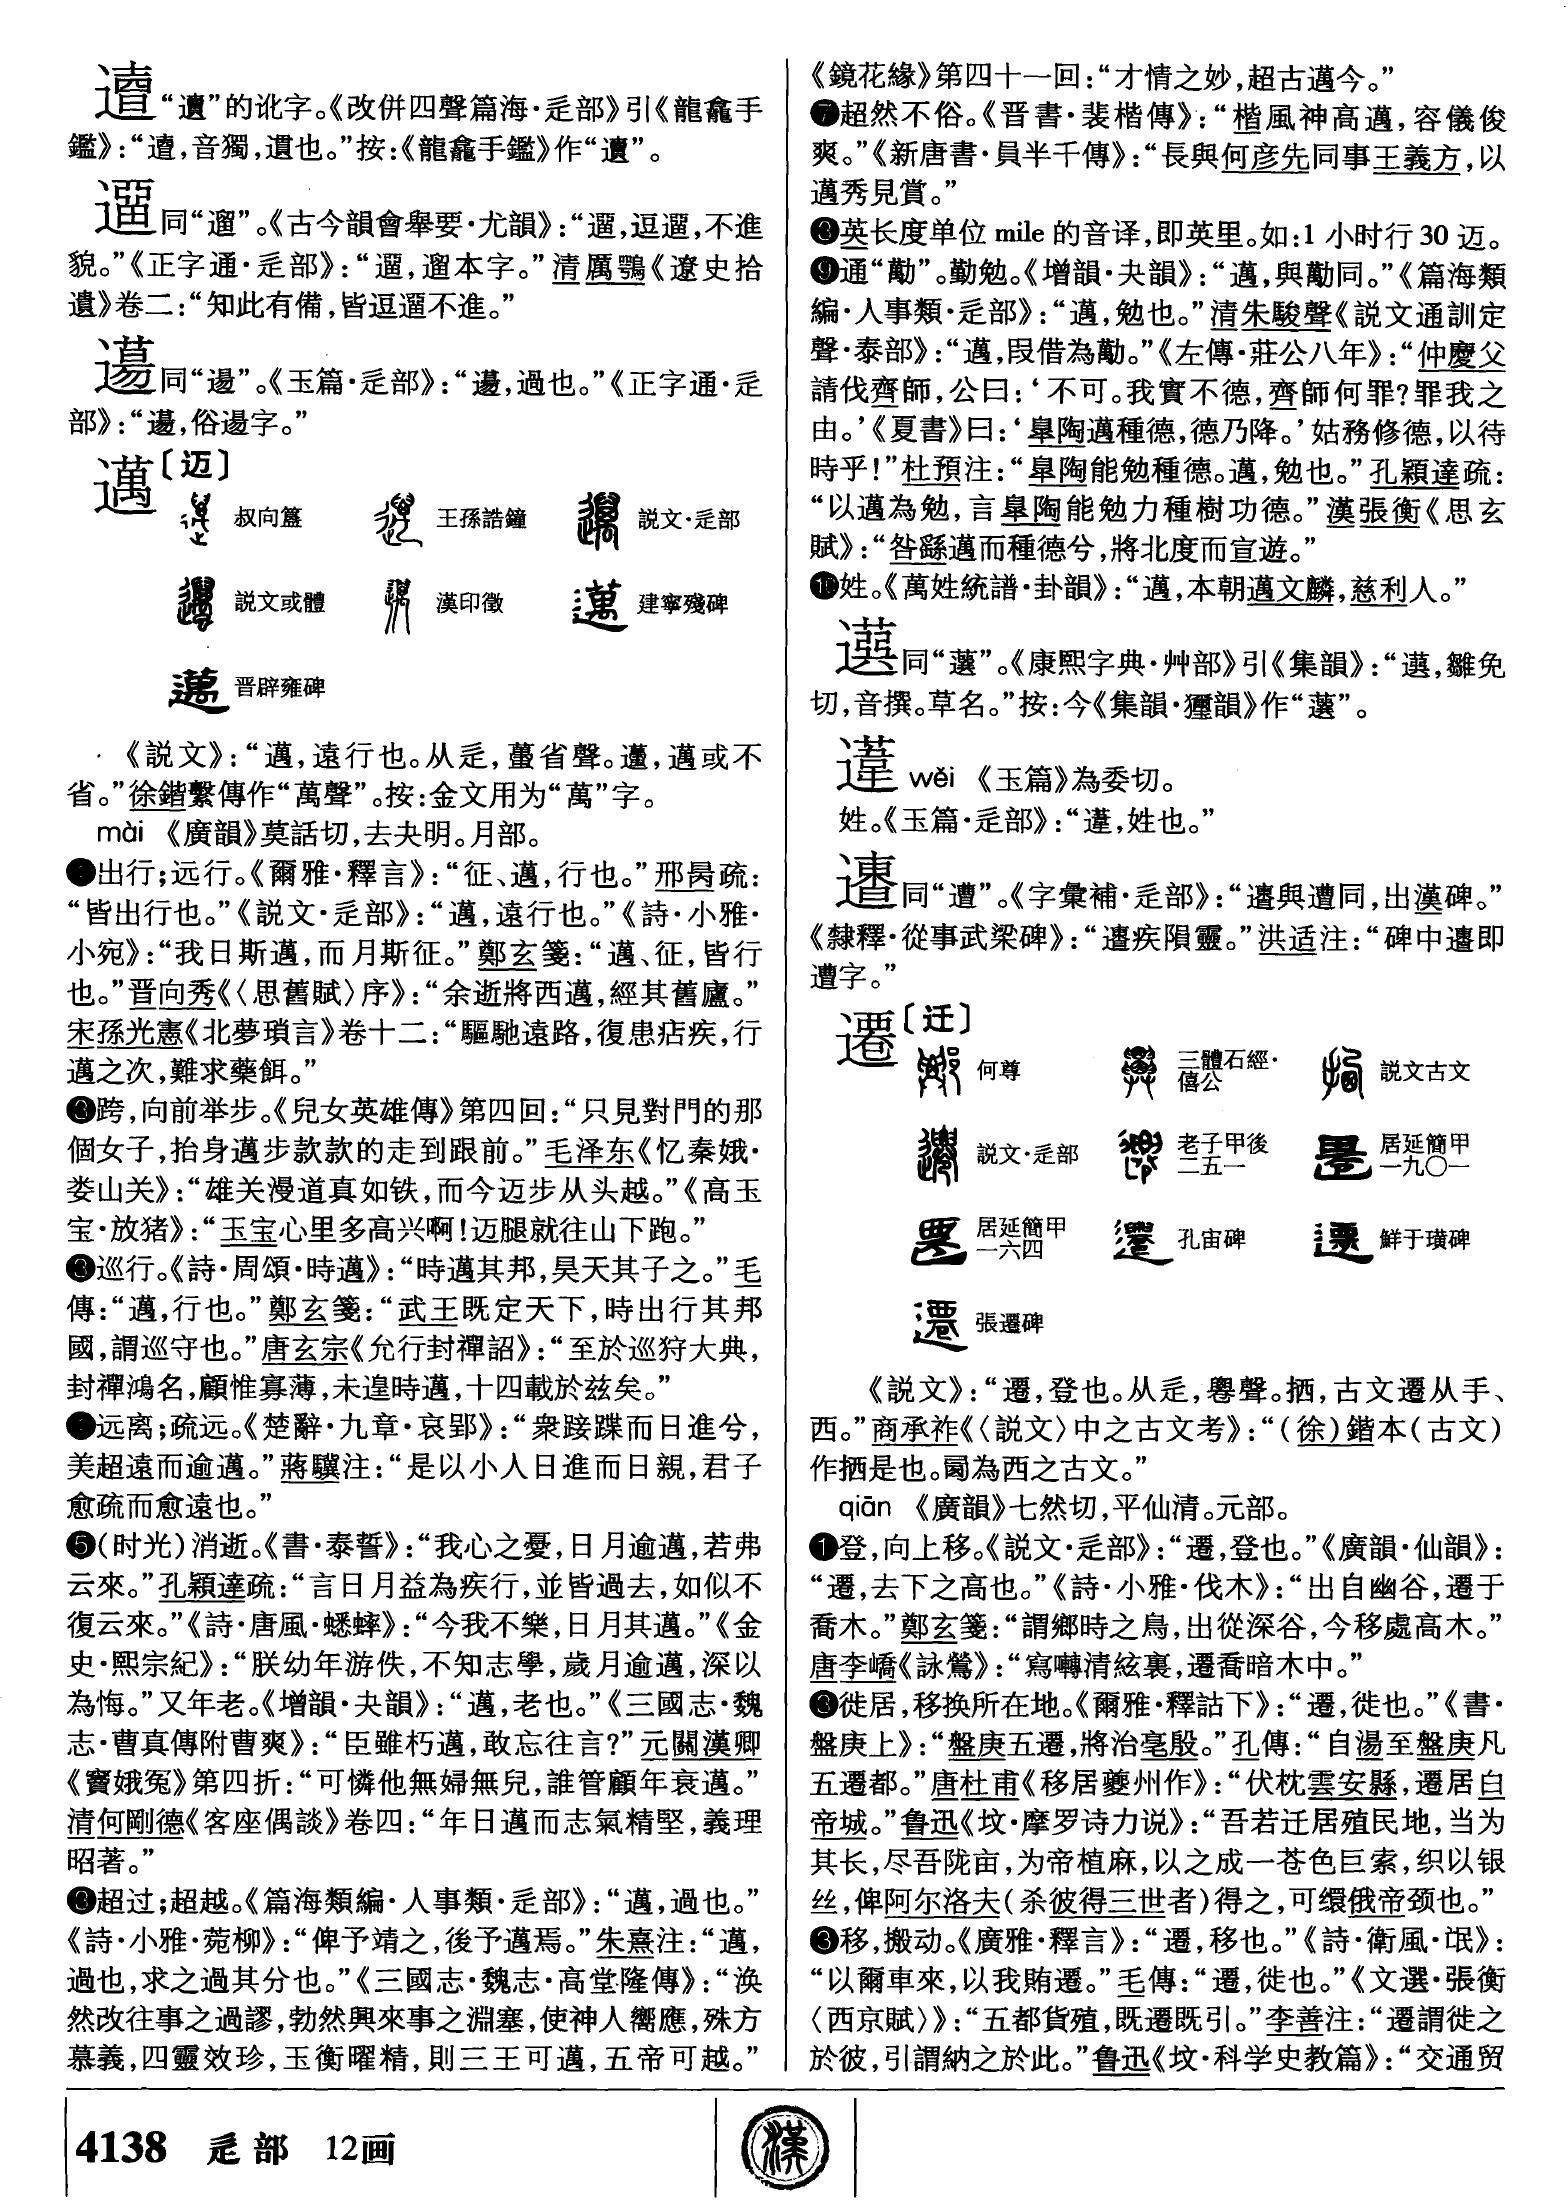 “遺”的讹字。《改併四聲篇海·辵部》引《龍龕手
鑑》：“音獨，遺也。”按：《龍龕手鑑》作
遛同“遛”。《古今韻會舉要·尤韻》：“遛，逗遛，不進
貌。”《正字通·辵部》：“遛，遛本字。”清厲鶚《遼史拾
遺》卷二：“知此有備，皆逗遛不進。”
同“逿”。《玉篇·辵部》：“過也。”《正字通·辵
部》：“俗逿字。”
邁〔迈〕
叔向簋 王孫誥鐘 説文·辵部
説文或體 漢印徵 建寧殘碑
晋辟雍碑
《説文》：“邁，遠行也。从辵，蠆省聲。邁或不
省。”徐鍇繫傳作“萬聲”。按：金文用为“萬”字。
mài 《廣韻》莫話切，去夬明。月部。
❶出行；远行。《爾雅·釋言》：“征、邁，行也。”邢昺疏：
“皆出行也。”《説文·辵部》：“邁，遠行也。”《詩·小雅·
小宛》：“我日斯邁，而月斯征。”鄭玄箋：“邁、征，皆行
也。”晋向秀《〈思舊賦〉序》：“余逝將西邁，經其舊廬。”
宋孫光憲《北夢瑣言》卷十二：“驅馳遠路，復患痁疾，行
邁之次，難求藥餌。”
❷跨，向前举步。《兒女英雄傳》第四回：“只見對門的那
個女子，抬身邁步款款的走到跟前。”毛泽东《忆秦娥·
娄山关》：“雄关漫道真如铁，而今迈步从头越。”《高玉
宝·放猪》：“玉宝心里多高兴啊！迈腿就往山下跑。”
❸巡行。《詩·周頌·時邁》：“時邁其邦，昊天其子之。”毛
傳：“邁，行也。”鄭玄箋：“武王既定天下，時出行其邦
國，謂巡守也。”唐玄宗《允行封禪詔》：“至於巡狩大典，
封禪鴻名，顧惟寡薄，未遑時邁，十四載於兹矣。”
❹远离；疏远。《楚辭·九章·哀郢》：“衆踥蹀而日進兮，
美超遠而逾邁。”蔣驥注：“是以小人日進而日親，君子
愈疏而愈遠也。”
❺（时光）消逝。《書·泰誓》：“我心之憂，日月逾邁，若弗
云來。”孔穎達疏：“言日月益為疾行，並皆過去，如似不
復云來。”《詩·唐風·蟋蟀》：“今我不樂，日月其邁。”《金
史·熙宗紀》：“朕幼年游佚，不知志學，歲月逾邁，深以
為悔。”又年老。《增韻·夬韻》：“邁，老也。”《三國志·魏
志·曹真傳附曹爽》：“臣雖朽邁，敢忘往言？”元關漢卿
《竇娥冤》第四折：“可憐他無婦無兒，誰管顧年衰邁。”
清何剛德《客座偶談》卷四：“年日邁而志氣精堅，義理
昭著。”
❻超过；超越。《篇海類編·人事類·辵部》：“邁，過也。”
《詩·小雅·菀柳》：“俾予靖之，後予邁焉。”朱熹注：“邁，
過也，求之過其分也。”《三國志·魏志·高堂隆傳》：“涣
然改往事之過謬，勃然興來事之淵塞，使神人嚮應，殊方
慕義，四靈效珍，玉衡曜精，則三王可邁，五帝可越。”
《鏡花緣》第四十一回：“才情之妙，超古邁今。”
❼超然不俗。《晋書·裴楷傳》：“楷風神高邁，容儀俊
爽。”《新唐書·員半千傳》：“長與何彦先同事王義方，以
邁秀見賞。”
❽英长度单位 mile 的音译，即英里。如：1 小时行 30 迈。
❾通“勱”。勤勉。《增韻·夬韻》：“邁，與勱同。”《篇海類
編·人事類·辵部》：“邁，勉也。”清朱駿聲《説文通訓定
聲·泰部》：“邁，叚借為勱。”《左傳·莊公八年》：“仲慶父
請伐齊師，公曰：‘不可。我實不德，齊師何罪？罪我之
由。’《夏書》曰：‘皐陶邁種德，德乃降。’姑務修德，以待
時乎！”杜預注：“皐陶能勉種德。邁，勉也。”孔穎達疏：
“以邁為勉，言皐陶能勉力種樹功德。”漢張衡《思玄
賦》：“咎繇邁而種德兮，將北度而宣遊。”
❿姓。《萬姓統譜·卦韻》：“邁，本朝邁文麟，慈利人。”
同《康熙字典·艸部》引《集韻》：“雛免
切，音撰。草名。”按：今《集韻·獮韻》作
wěi 《玉篇》為委切。
姓。《玉篇·辵部》：“姓也。”
同“遭”。《字彙補·辵部》：“與遭同，出漢碑。”
《隸釋·從事武梁碑》：“疾隕靈。”洪适注：“碑中即
遭字。”
遷〔迁〕
何尊 三體石經·僖公 説文古文
説文·辵部 老子甲後二五一 居延簡甲一九〇一
居延簡甲一六四 孔宙碑 鮮于璜碑
張遷碑
《説文》：“遷，登也。从辵，䙴聲。拪，古文遷从手、
西。”商承祚《〈説文〉中之古文考》：“（徐）鍇本（古文）
作拪是也。㢴為西之古文。”
qiān 《廣韻》七然切，平仙清。元部。
❶登，向上移。《説文·辵部》：“遷，登也。”《廣韻·仙韻》：
“遷，去下之高也。”《詩·小雅·伐木》：“出自幽谷，遷于
喬木。”鄭玄箋：“謂鄉時之鳥，出從深谷，今移處高木。”
唐李嶠《詠鶯》：“寫囀清絃裏，遷喬暗木中。”
❷徙居，移换所在地。《爾雅·釋詁下》：“遷，徙也。”《書·
盤庚上》：“盤庚五遷，將治亳殷。”孔傳：“自湯至盤庚凡
五遷都。”唐杜甫《移居夔州作》：“伏枕雲安縣，遷居白
帝城。”鲁迅《坟·摩罗诗力说》：“吾若迁居殖民地，当为
其长，尽吾陇亩，为帝植麻，以之成一苍色巨索，织以银
丝，俾阿尔洛夫（杀彼得三世者）得之，可缳俄帝颈也。”
❸移，搬动。《廣雅·釋言》：“遷，移也。”《詩·衛風·氓》：
“以爾車來，以我賄遷。”毛傳：“遷，徙也。”《文選·張衡
〈西京賦〉》：“五都貨殖，既遷既引。”李善注：“遷謂徙之
於彼，引謂納之於此。”鲁迅《坟·科学史教篇》：“交通贸
4138 辵部 12画
漢